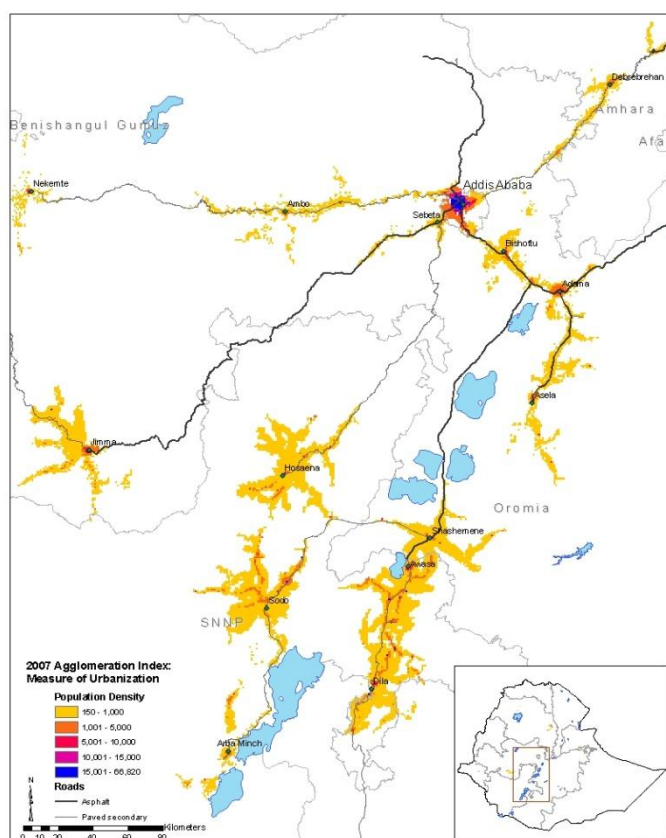 Debrebrehan
Amhara
Benishangul Gumuz
Afa
Nekemte
Addis Ababa
Ambo
Sebeta
Bishoftu
Adama
Asela
Jimma
Hosaena
Oromia
Shashemene
Awasa
Sodo
SNNP
2007 Agglomeration Index:
Measure of Urbanization
Dila
Population Density
150 - 1,000
1,001 - 5,000
5,001 - 10,000
10,001 - 15,000
15,001 - 66,820
Arba Minch
N
Roads
Asphalt
Paved secondary
Kilometers